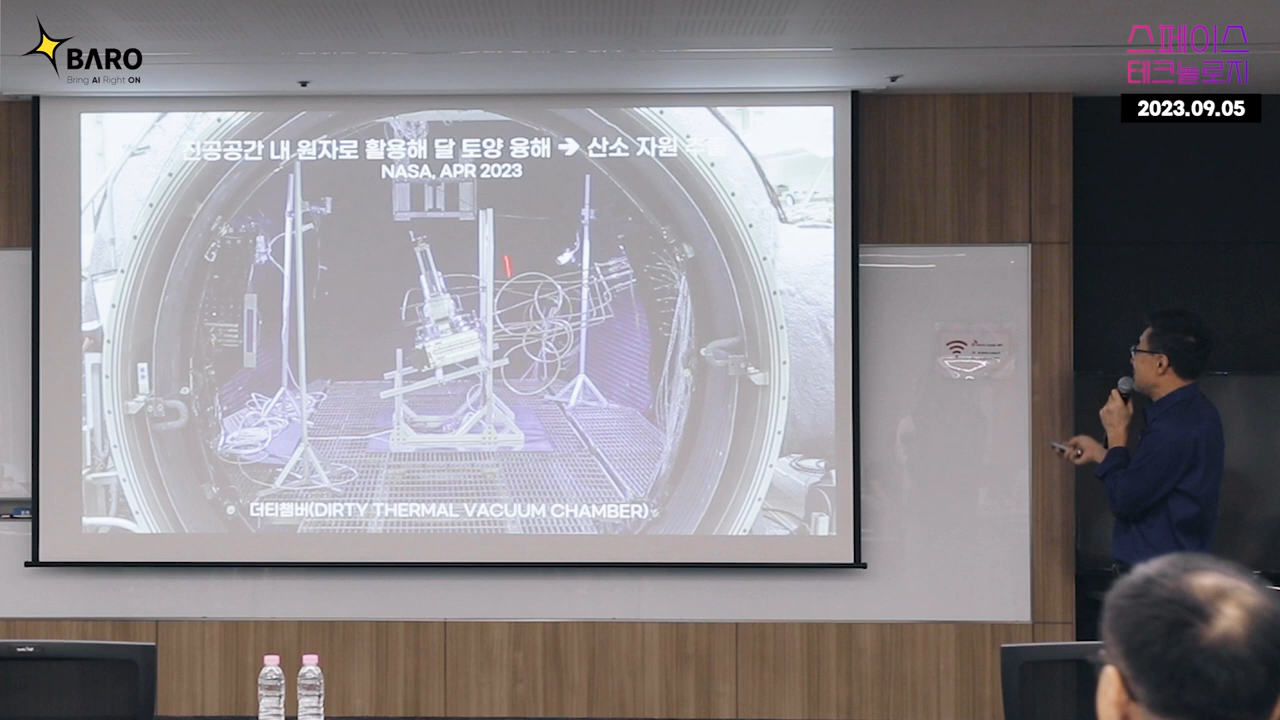 BARO
Bring AI Right ON
스페이스
테크놀로지
2023.09.05
진공공간 내 원자로 활용해 달 토양 융해 → 산소 자원
NASA, APR 2023
더티챔버(DIRTY THERMAL VACUUM CHAMBER)